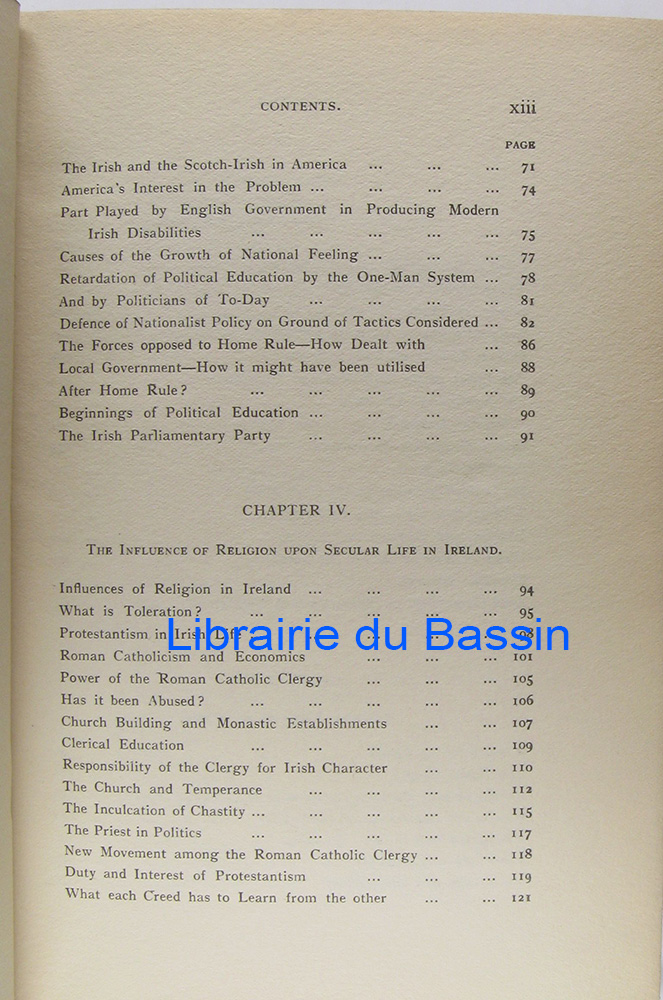 CONTENTS. xiii
PAGE
The Irish and the Scotch-Irish in America ... ... ... 71
America's Interest in the Problem ... ... ... ... 74
Part Played by English Government in Producing Modern
Irish Disabilities ... ... ... ... ... 75
Causes of the Growth of National Feeling ... ... ... 77
Retardation of Political Education by the One-Man System ... 78
And by Politicians of To-Day ... ... ... ... 81
Defence of Nationalist Policy on Ground of Tactics Considered ... 82
The Forces opposed to Home Rule—How Dealt with ... 86
Local Government—How it might have been utilised ... 88
After Home Rule? ... ... ... ... ... 89
Beginnings of Political Education ... ... ... ... 90
The Irish Parliamentary Party ... ... ... ... 91
CHAPTER IV.
THE INFLUENCE OF RELIGION UPON SECULAR LIFE IN IRELAND.
Influences of Religion in Ireland ... ... ... ... 94
What is Toleration? ... ... ... ... ... 95
Protestantism in Irish Life ... ... ... ... 98
Librairie du Bassin
Roman Catholicism and Economics ... ... ... 101
Power of the Roman Catholic Clergy ... ... ... 105
Has it been Abused? ... ... ... ... ... 106
Church Building and Monastic Establishments ... ... 107
Clerical Education ... ... ... ... ... 109
Responsibility of the Clergy for Irish Character ... ... 110
The Church and Temperance ... ... ... ... 112
The Inculcation of Chastity ... ... ... ... ... 115
The Priest in Politics ... ... ... ... ... 117
New Movement among the Roman Catholic Clergy ... ... 118
Duty and Interest of Protestantism ... ... ... 119
What each Creed has to Learn from the other ... ... 121